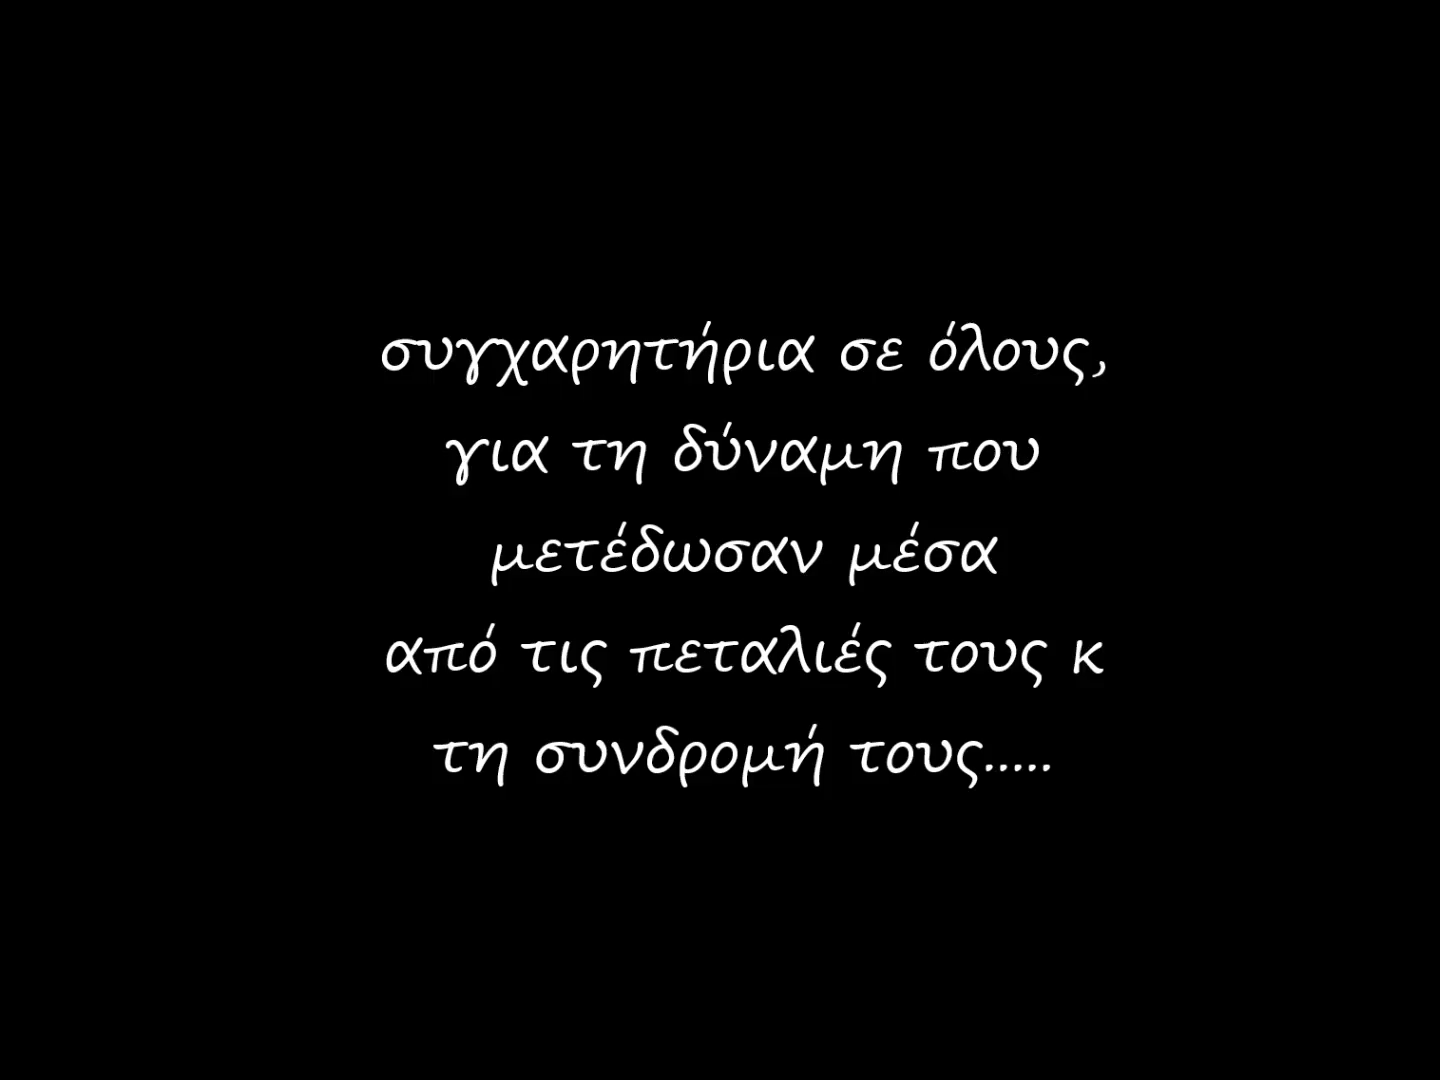 συγχαρητήρια σε όλους,
για τη δύναμη που
μετέδωσαν μέσα
από τις πεταλιές τους κ
τη συνδρομή τους.....